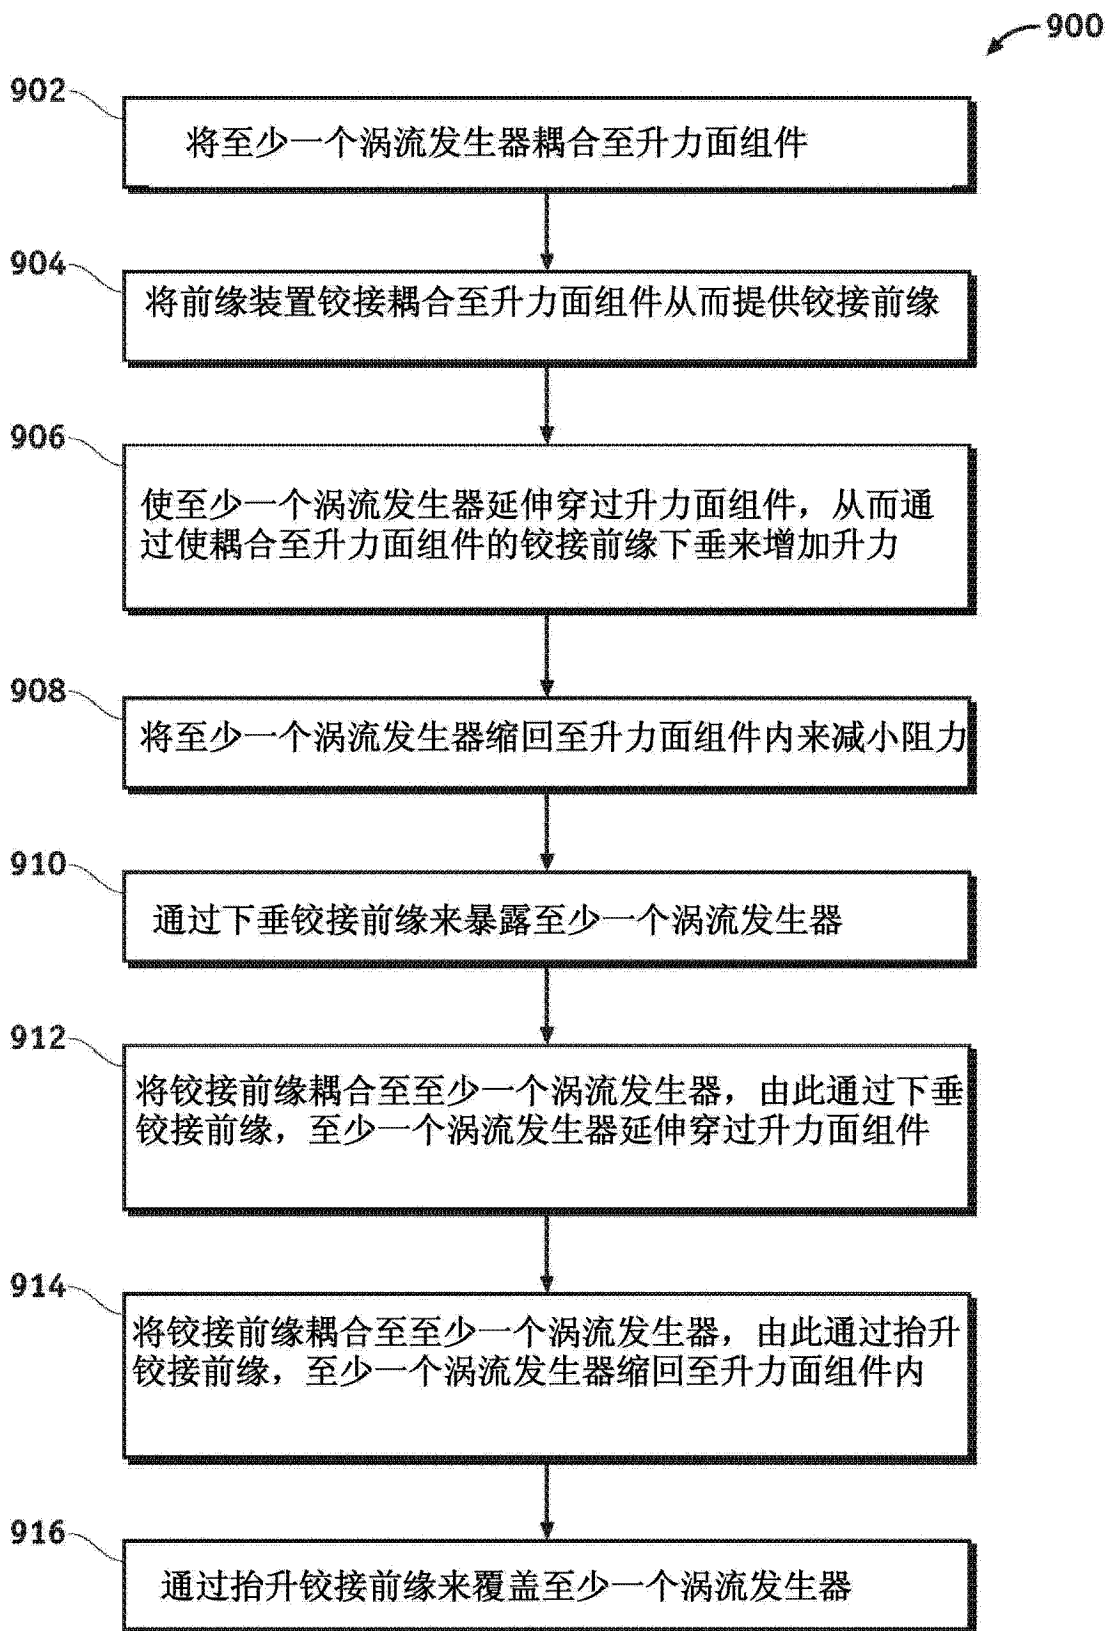 900
902
将至少一个涡流发生器耦合至升力面组件
904
将前缘装置铰接耦合至升力面组件从而提供铰接前缘
906
使至少一个涡流发生器延伸穿过升力面组件，从而通
过使耦合至升力面组件的铰接前缘下垂来增加升力
908
将至少一个涡流发生器缩回至升力面组件内来减小阻力
910
通过下垂铰接前缘来暴露至少一个涡流发生器
912
将铰接前缘耦合至至少一个涡流发生器，由此通过下垂
铰接前缘，至少一个涡流发生器延伸穿过升力面组件
914
将铰接前缘耦合至至少一个涡流发生器，由此通过抬升
铰接前缘，至少一个涡流发生器缩回至升力面组件内
916
通过抬升铰接前缘来覆盖至少一个涡流发生器